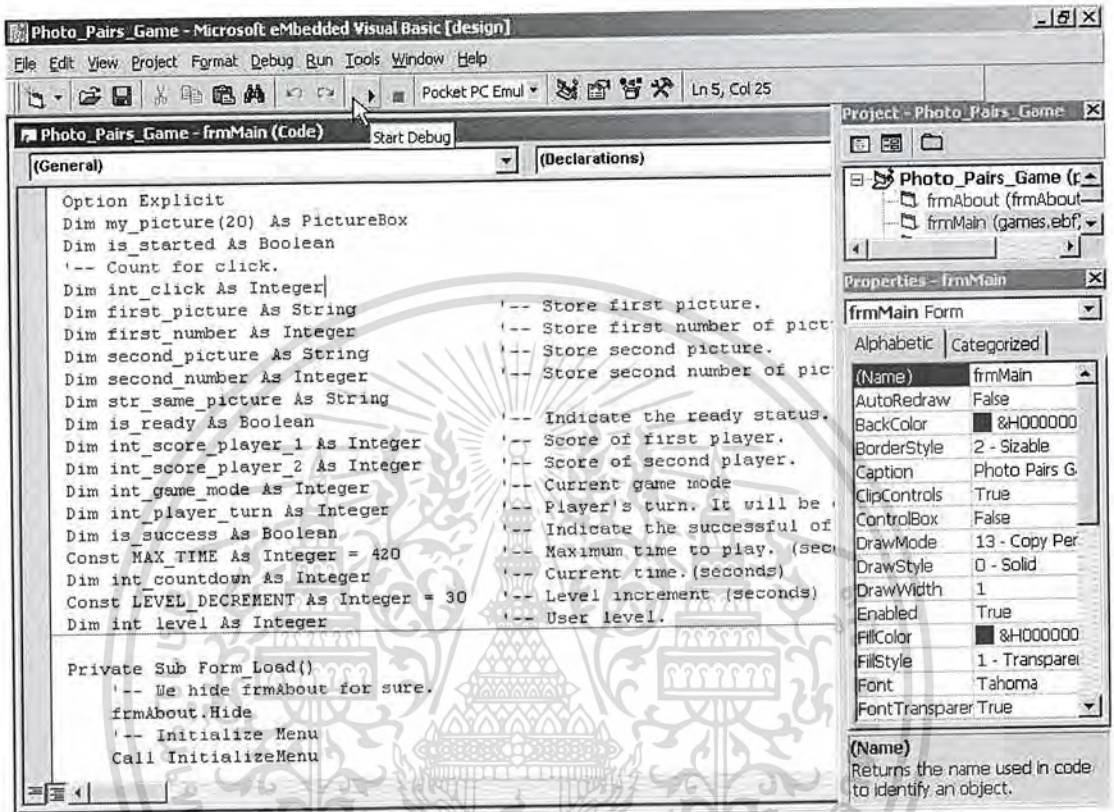 Photo_Pairs_Game - Microsoft eMbedded Visual Basic [design]
File Edit View Project Format Debug Run Tools Window Help
Pocket PC Emul
Ln 5, Col 25
Photo_Pairs_Game - frmMain (Code)
Start Debug
(General)
(Declarations)
Option Explicit
Dim my_picture(20) As PictureBox
Dim is_started As Boolean
'-- Count for click.
Dim int_click As Integer
Dim first_picture As String '-- Store first picture.
Dim first_number As Integer '-- Store first number of pict
Dim second_picture As String '-- Store second picture.
Dim second_number As Integer '-- Store second number of pic
Dim str_same_picture As String
Dim is_ready As Boolean '-- Indicate the ready status.
Dim int_score_player_1 As Integer '-- Score of first player.
Dim int_score_player_2 As Integer '-- Score of second player.
Dim int_game_mode As Integer '-- Current game mode
Dim int_player_turn As Integer '-- Player's turn. It will be
Dim is_success As Boolean '-- Indicate the successful of
Const MAX_TIME As Integer = 420 '-- Maximum time to play. (sec
Dim int_countdown As Integer '-- Current time.(seconds)
Const LEVEL_DECREMENT As Integer = 30 '-- Level increment (seconds)
Dim int_level As Integer '-- User level.
Private Sub Form_Load()
'-- We hide frmAbout for sure.
frmAbout.Hide
'-- Initialize Menu
Call InitializeMenu
Project - Photo_Pairs_Game
Photo_Pairs_Game (p
frmAbout (frmAbout
frmMain (games.ebf)
Properties - frmMain
frmMain Form
Alphabetic Categorized
(Name) frmMain
AutoRedraw False
BackColor &H000000
BorderStyle 2 - Sizable
Caption Photo Pairs G
ClipControls True
ControlBox False
DrawMode 13 - Copy Per
DrawStyle 0 - Solid
DrawWidth 1
Enabled True
FillColor &H000000
FillStyle 1 - Transparer
Font Tahoma
FontTransparer True
(Name)
Returns the name used in code
to identify an object.